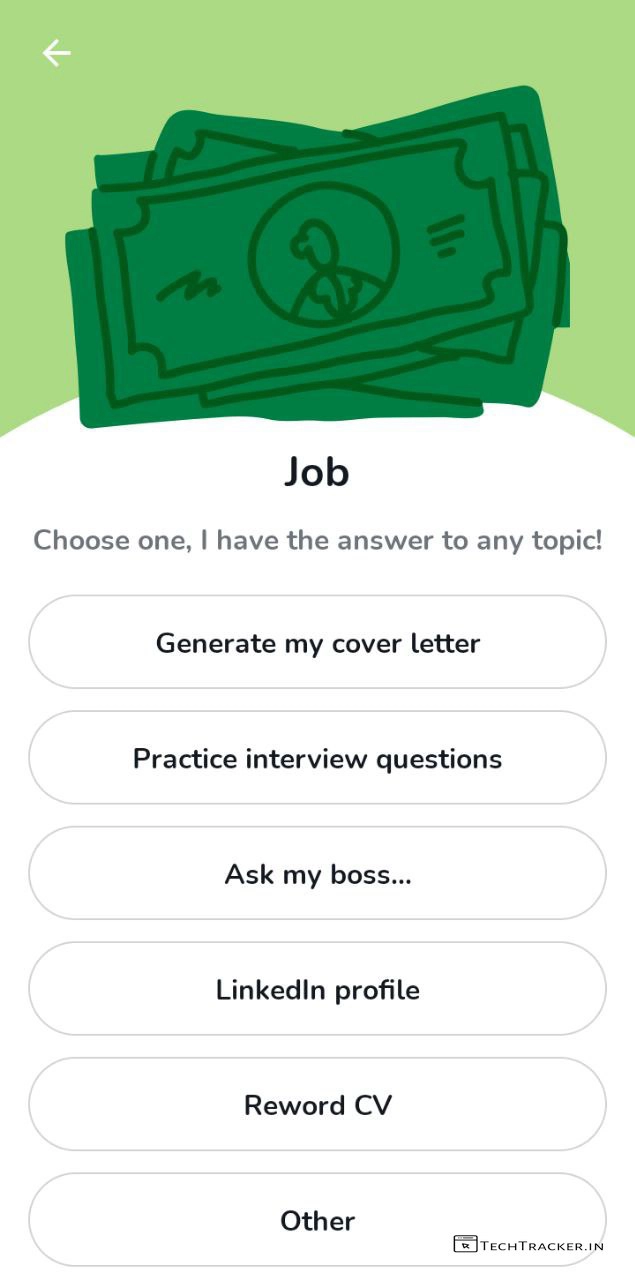 Job
Choose one, I have the answer to any topic!
Generate my cover letter
Practice interview questions
Ask my boss...
LinkedIn profile
Reword CV
Other
TECHTRACKER.IN